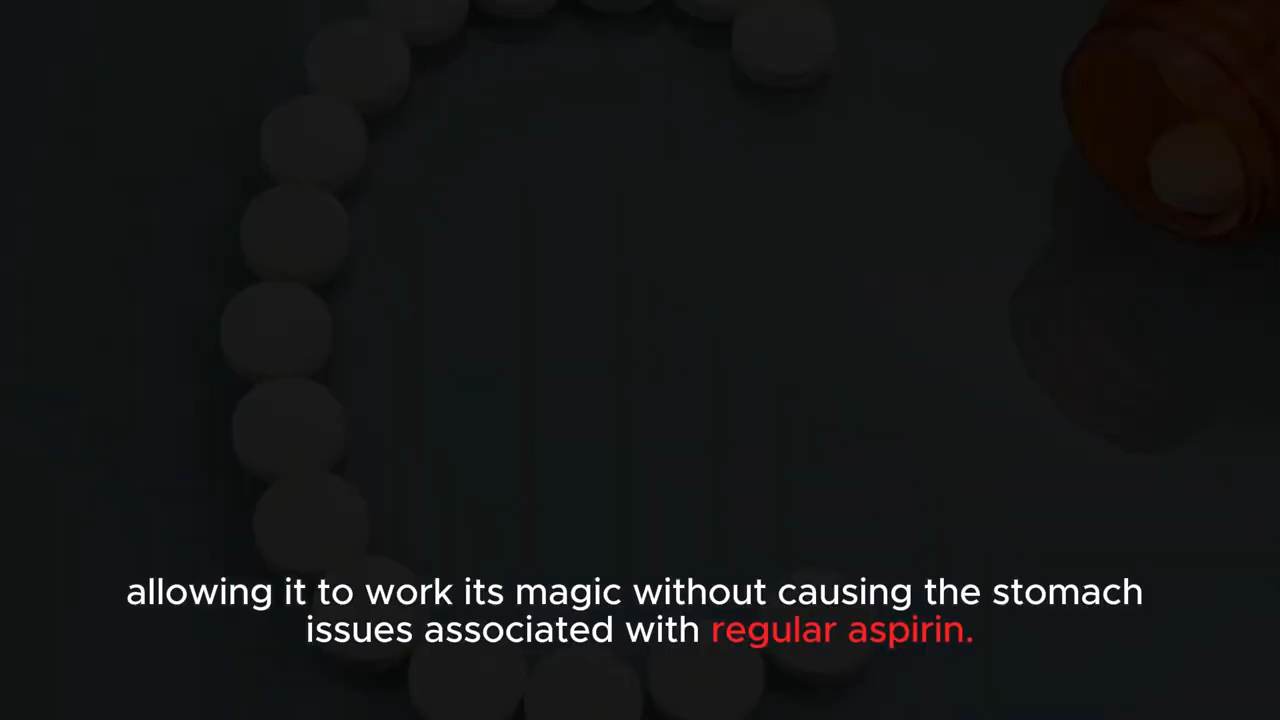 allowing it to work its magic without causing the stomach
issues associated with regular aspirin.